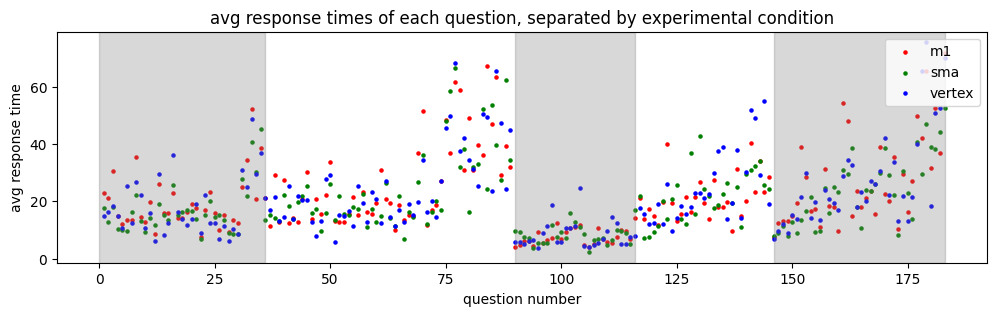 avg response times of each question, separated by experimental condition
avg response time
60
40
20
0
m1
sma
vertex
0 25 50 75 100 125 150 175
question number